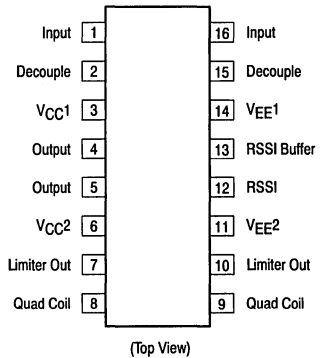 Input 1 16 Input
Decouple 2 15 Decouple
VCC1 3 14 VEE1
Output 4 13 RSSI Buffer
Output 5 12 RSSI
VCC2 6 11 VEE2
Limiter Out 7 10 Limiter Out
Quad Coil 8 9 Quad Coil
(Top View)